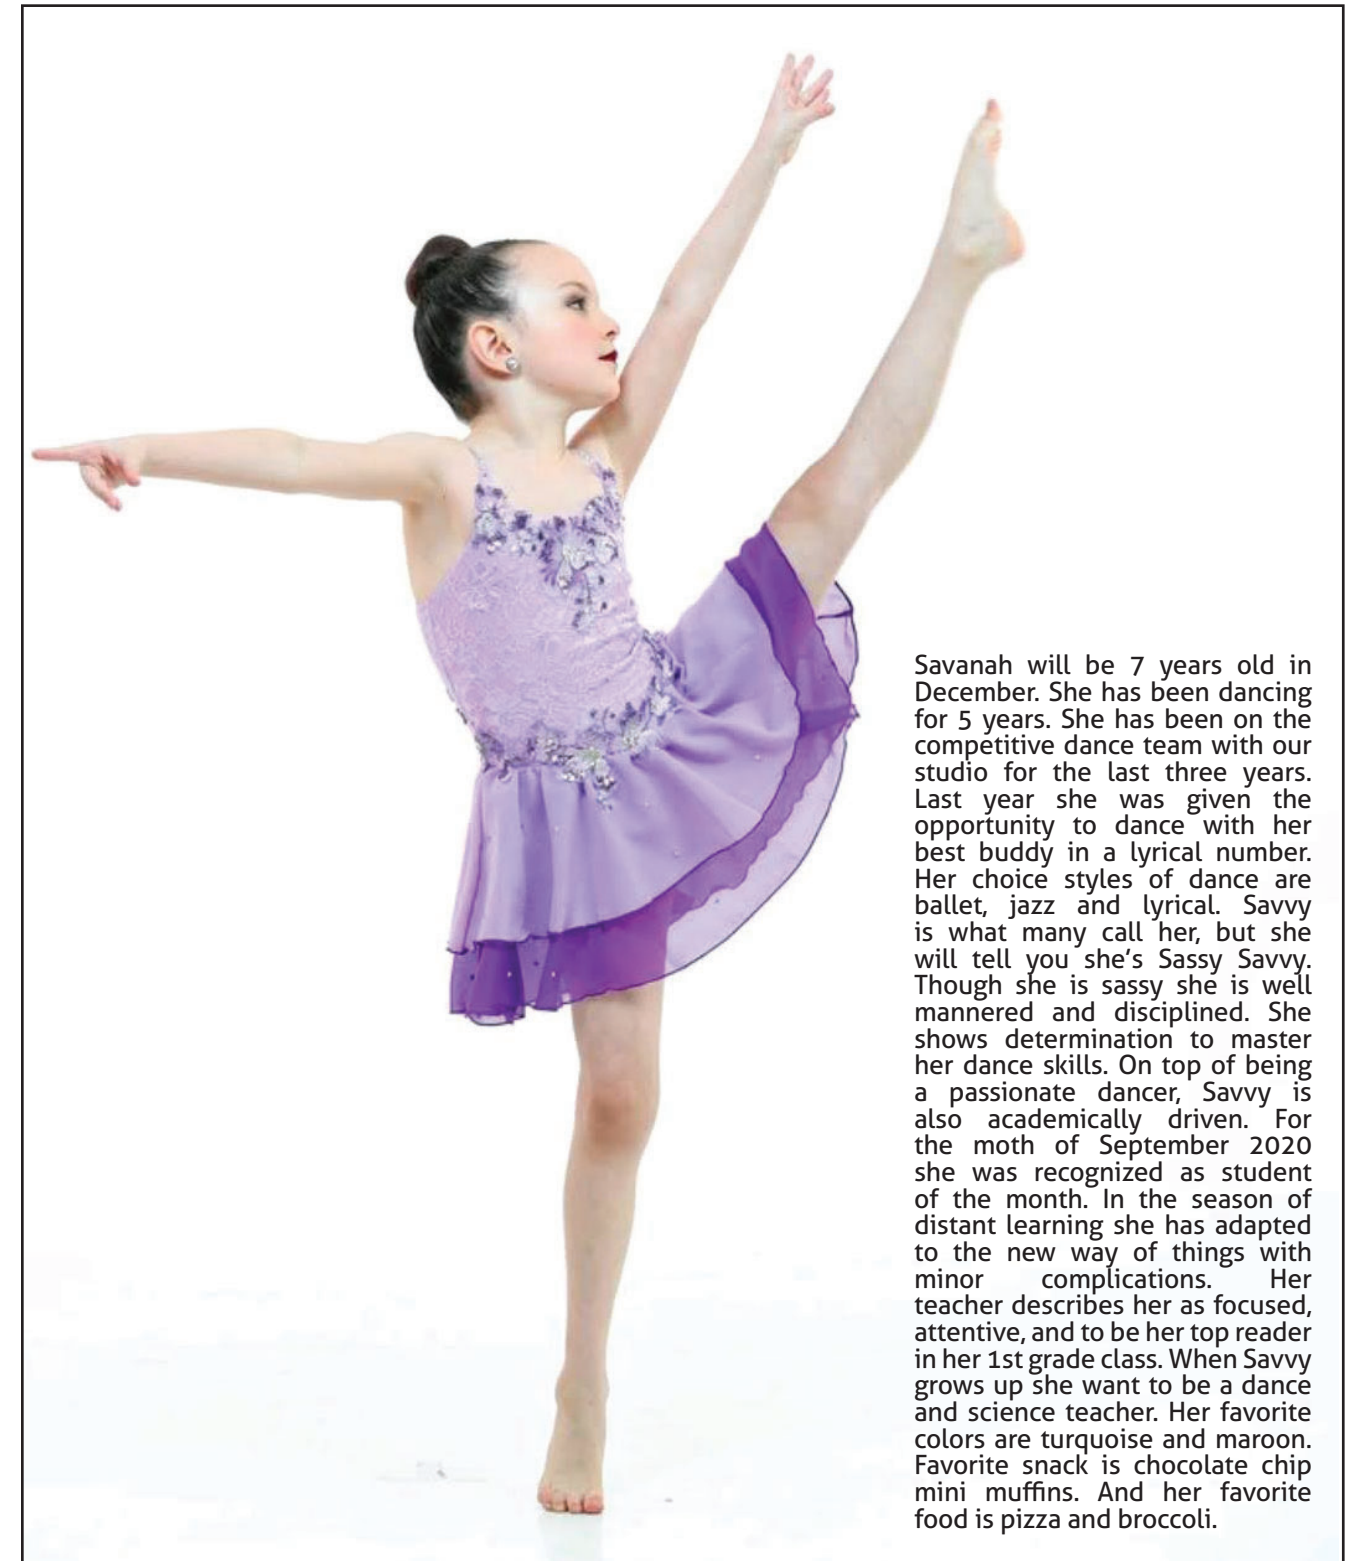 Savanah will be 7 years old in
December. She has been dancing
for 5 years. She has been on the
competitive dance team with our
studio for the last three years.
Last year she was given the
opportunity to dance with her
best buddy in a lyrical number.
Her choice styles of dance are
ballet, jazz and lyrical. Savvy
is what many call her, but she
will tell you she's Sassy Savvy.
Though she is sassy she is well
mannered and disciplined. She
shows determination to master
her dance skills. On top of being
a passionate dancer, Savvy is
also academically driven. For
the moth of September 2020
she was recognized as student
of the month. In the season of
distant learning she has adapted
to the new way of things with
minor complications. Her
teacher describes her as focused,
attentive, and to be her top reader
in her 1st grade class. When Savvy
grows up she want to be a dance
and science teacher. Her favorite
colors are turquoise and maroon.
Favorite snack is chocolate chip
mini muffins. And her favorite
food is pizza and broccoli.